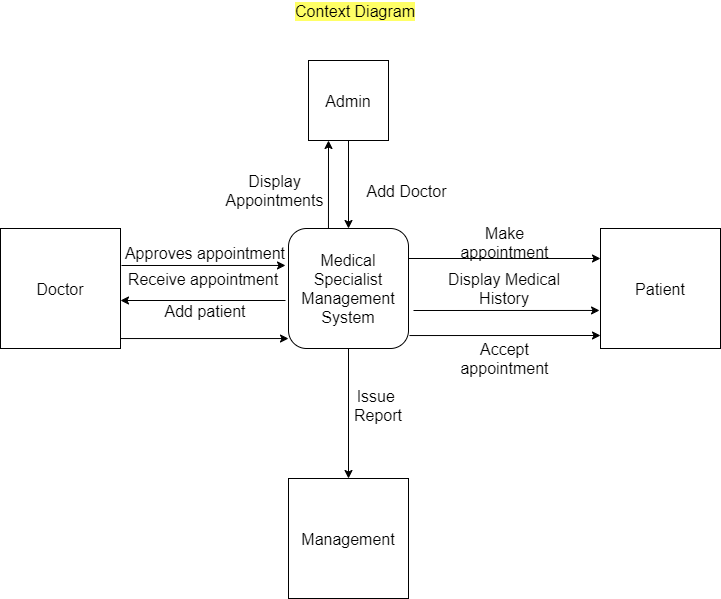 Context Diagram
Admin
Display
Appointments
Add Doctor
Doctor
Approves appointment
Receive appointment
Add patient
Medical
Specialist
Management
System
Make
appointment
Display Medical
History
Accept
appointment
Patient
Issue
Report
Management